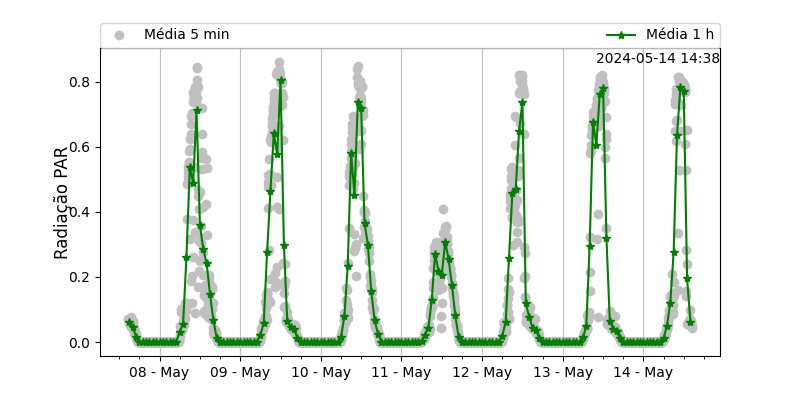 Média 5 min
Média 1 h
2024-05-14 14:38
Radiação PAR
0.8
0.6
0.4
0.2
0.0
08 - May
09 - May
10 - May
11 - May
12 - May
13 - May
14 - May